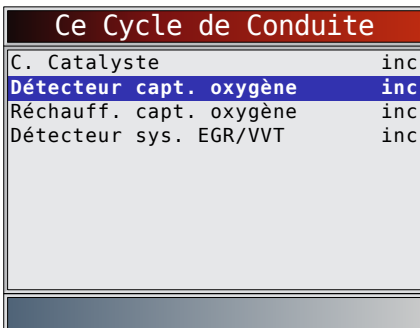 Ce Cycle de Conduite
C. Catalyste inc
Détecteur capt. oxygène inc
Réchauff. capt. oxygène inc
Détecteur sys. EGR/VVT inc